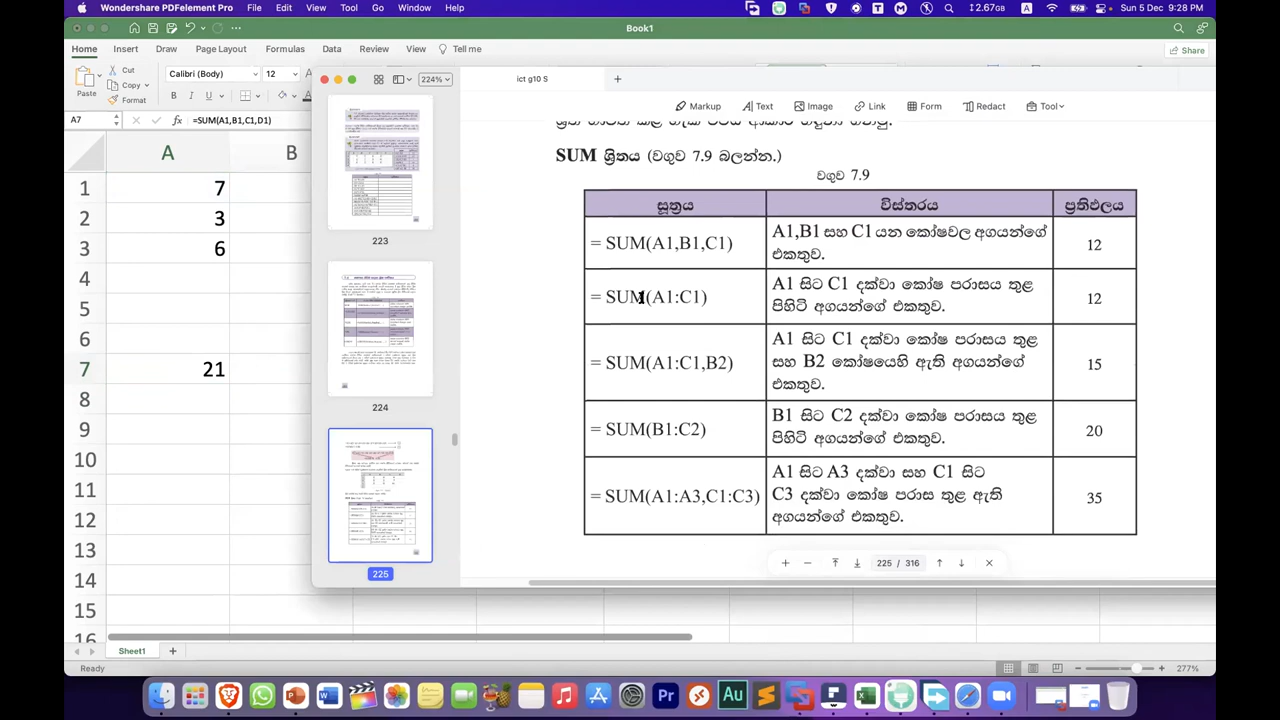 Wondershare PDFelement File Edit View Tool Go Window Help
12.67GB A Sun 5 Dec 9:28 PM
Book1
Home Insert Draw Page Layout Formulas Data Review View Tell me Share
Paste Cut Copy Format
Calibri (Body) 12
B I U
A7 fx =SUM(A1,B1,C1,D1)
A B
1 7
2 3
3 6
4
5
6
7 21
8
9
10
11
12
13
14
15
16
224%
ict g10 S
Markup Text Image Link Form Redact Tool
223
224
225
SUM ශ්‍රිතය (වගුව 7.9 බලන්න.)
වගුව 7.9
සූත්‍රය විස්තරය ප්‍රතිඵලය
= SUM(A1,B1,C1) A1,B1 සහ C1 යන කෝෂවල අගයන්ගේ එකතුව. 12
= SUM(A1:C1) A1 සිට C1 දක්වා කෝෂ පරාසය තුළ පිහිටි අගයන්ගේ එකතුව. 12
= SUM(A1:C1,B2) A1 සිට C1 දක්වා කෝෂ පරාසය තුළ සහ B2 කෝෂයෙහි ඇති අගයන්ගේ එකතුව. 15
= SUM(B1:C2) B1 සිට C2 දක්වා කෝෂ පරාසය තුළ පිහිටි අගයන්ගේ එකතුව. 20
= SUM(A1:A3,C1:C3) A1 සිට A3 දක්වා සහ C1 සිට C3 දක්වා කෝෂ පරාස තුළ ඇති අගයන්ගේ එකතුව. 35
225 / 316
Sheet1
Ready 277%